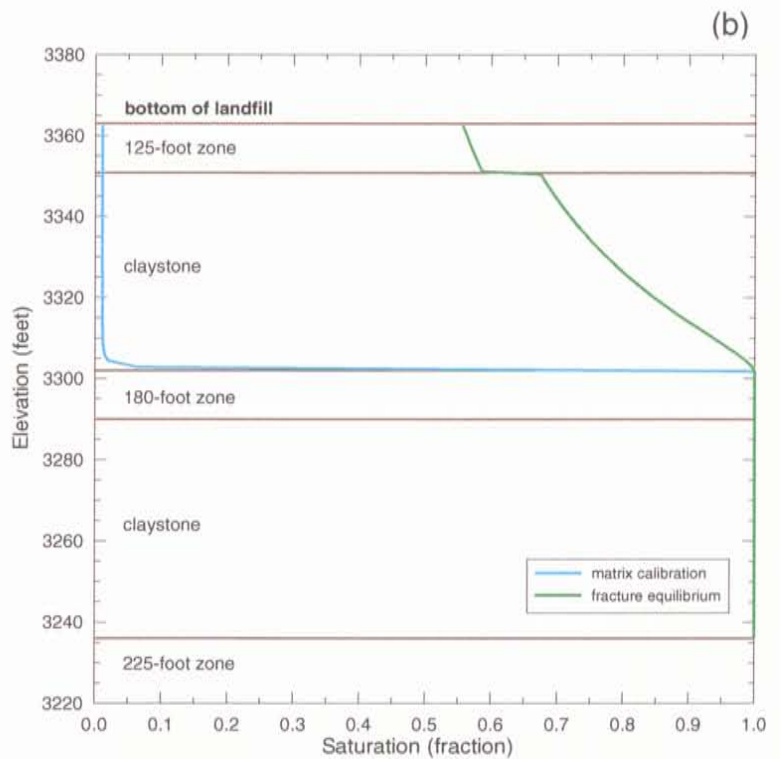 (b)
3380
3360
3340
3320
3300
3280
3260
3240
3220
Elevation (feet)
bottom of landfill
125-foot zone
claystone
180-foot zone
claystone
225-foot zone
matrix calibration
fracture equilibrium
0.0 0.1 0.2 0.3 0.4 0.5 0.6 0.7 0.8 0.9 1.0
Saturation (fraction)